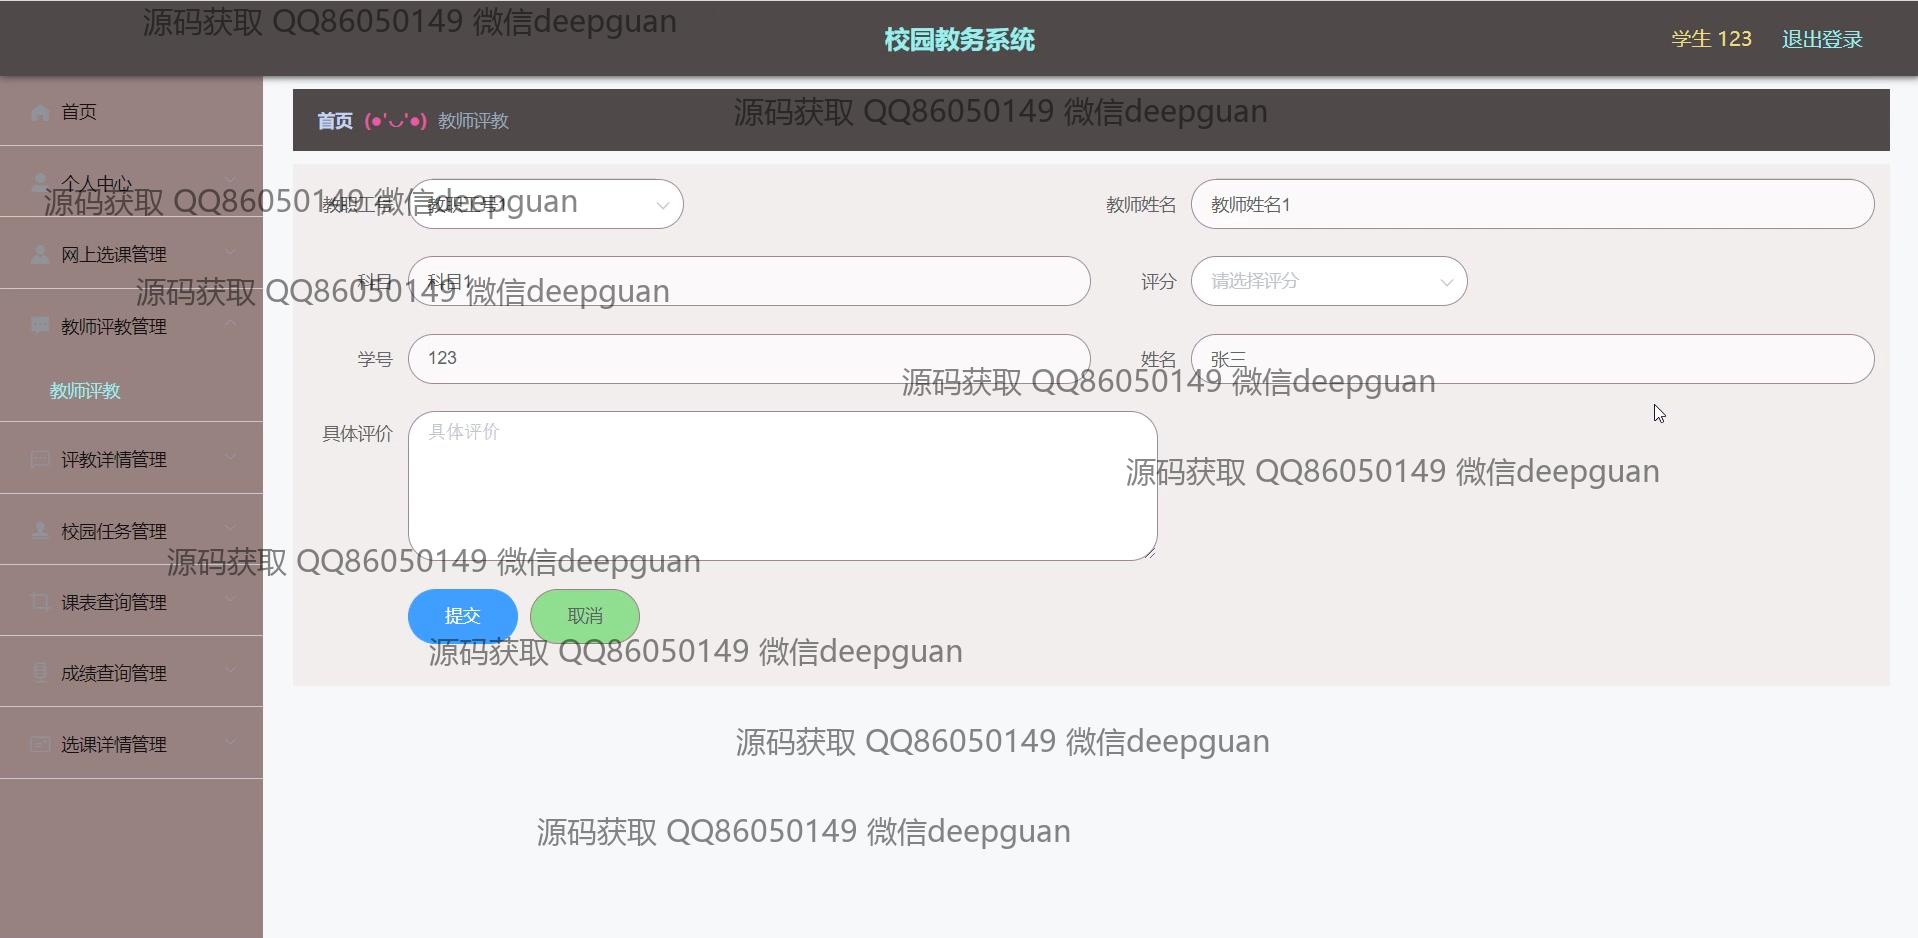 源码获取 QQ86050149 微信deepguan
校园教务系统
学生 123
退出登录
首页
首页 (●'◡'●) 教师评教
源码获取 QQ86050149 微信deepguan
个人中心
源码获取 QQ86050149 微信deepguan
教职工号
教职工号1
教师姓名
教师姓名1
网上选课管理
科目
科目1
评分
请选择评分
源码获取 QQ86050149 微信deepguan
教师评教管理
学号
123
姓名
张三
源码获取 QQ86050149 微信deepguan
教师评教
具体评价
具体评价
评教详情管理
源码获取 QQ86050149 微信deepguan
校园任务管理
源码获取 QQ86050149 微信deepguan
课表查询管理
提交
取消
源码获取 QQ86050149 微信deepguan
成绩查询管理
选课详情管理
源码获取 QQ86050149 微信deepguan
源码获取 QQ86050149 微信deepguan